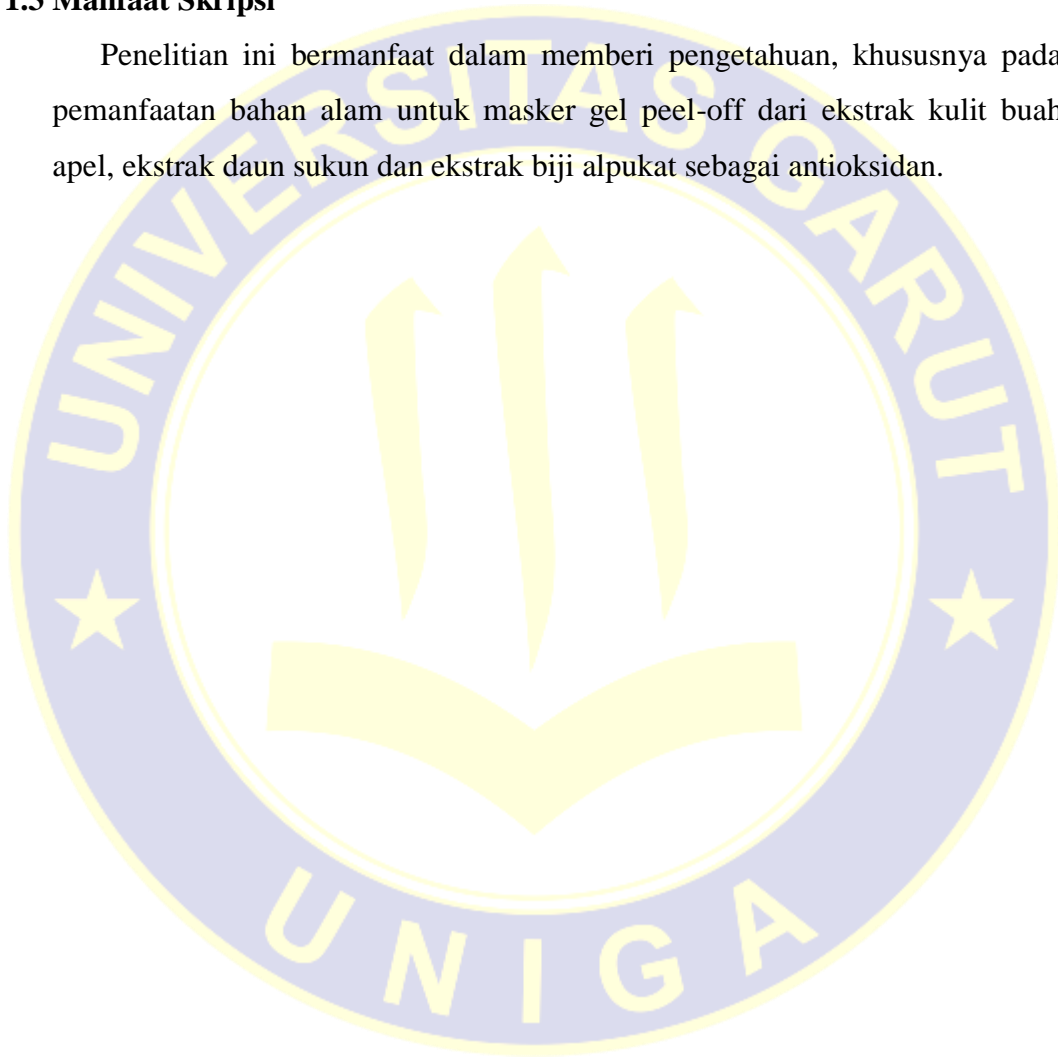 1.5 Manfaat Skripsi
Penelitian ini bermanfaat dalam memberi pengetahuan, khususnya pada
pemanfaatan bahan alam untuk masker gel peel-off dari ekstrak kulit buah
apel, ekstrak daun sukun dan ekstrak biji alpukat sebagai antioksidan.
UNIVERSITAS GARUT
UNIGA